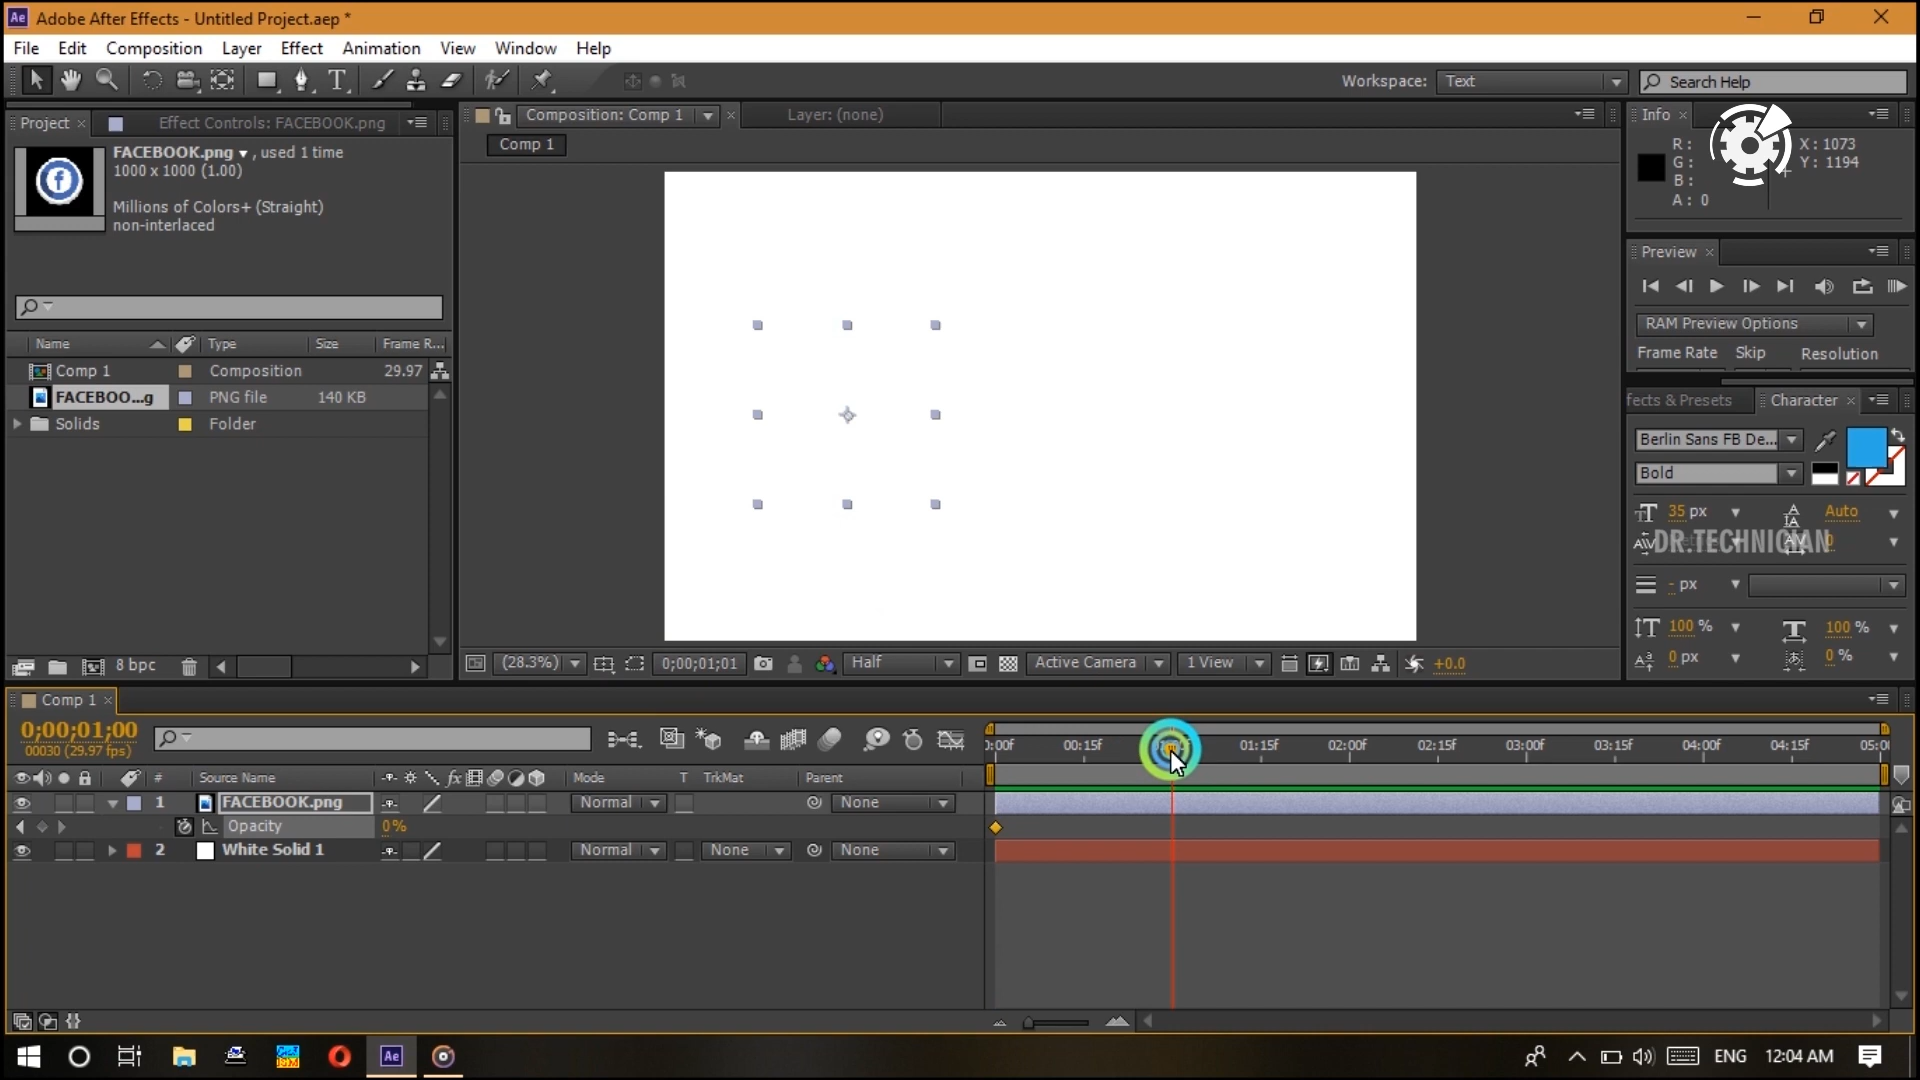 Ae Adobe After Effects - Untitled Project.aep *
File Edit Composition Layer Effect Animation View Window Help
T Workspace: Text Search Help
Project × Effect Controls: FACEBOOK.png
FACEBOOK.png , used 1 time
1000 x 1000 (1.00)
Millions of Colors+ (Straight)
non-interlaced
Name Type Size Frame R...
Comp 1 Composition 29.97
FACEBOO...g PNG file 140 KB
Solids Folder
8 bpc
Composition: Comp 1 × Layer: (none)
Comp 1
(28.3%) 0;00;01;01 Half Active Camera 1 View +0.0
Info ×
R :
G :
B :
A : 0
X : 1073
Y : 1194
Preview ×
RAM Preview Options
Frame Rate Skip Resolution
fects & Presets Character ×
Berlin Sans FB De...
Bold
35 px Auto
DR.TECHNICIAN
0
- px
100 % 100 %
0 px 0 %
Comp 1 ×
0;00;01;00
00030 (29.97 fps)
0:00f 00:15f 01:15f 02:00f 02:15f 03:00f 03:15f 04:00f 04:15f 05:00
# Source Name fx Mode T TrkMat Parent
1 FACEBOOK.png Normal None
Opacity 0%
2 White Solid 1 Normal None None
Ae ENG 12:04 AM